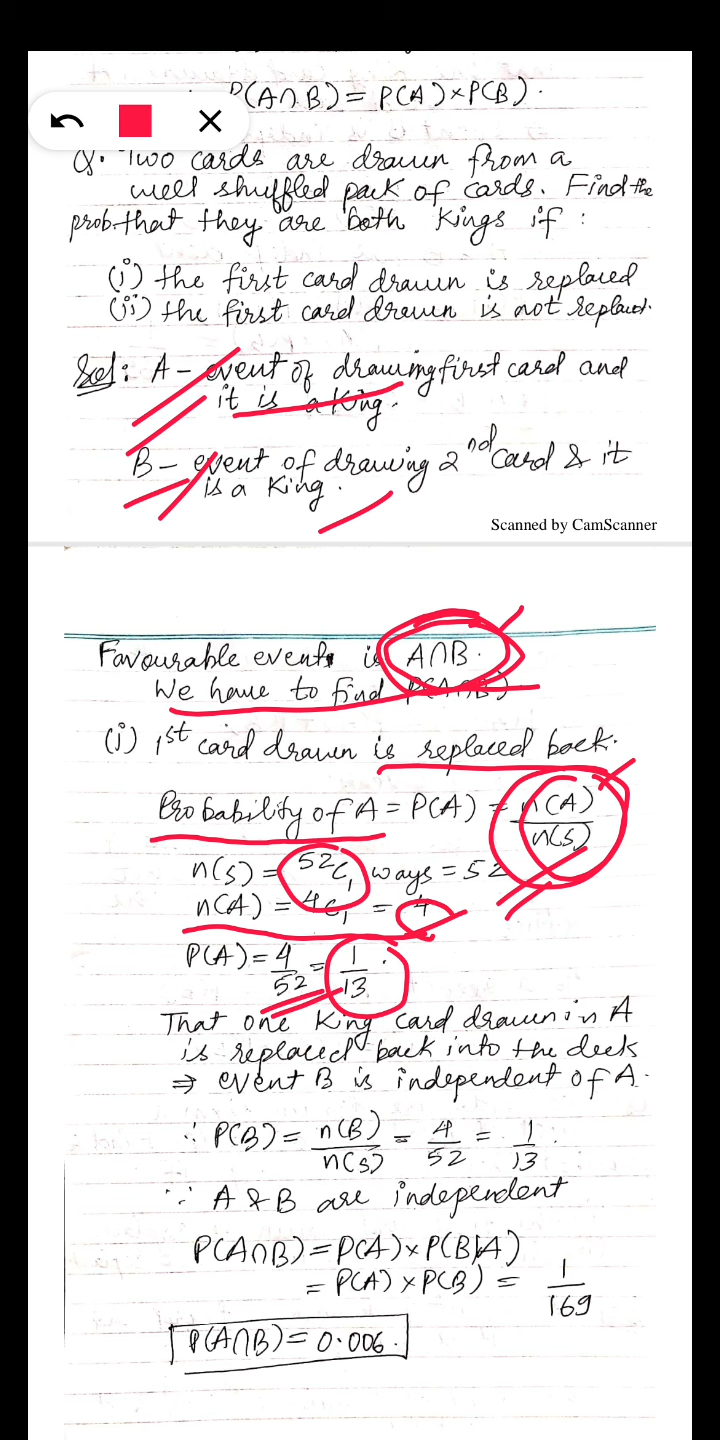 P(A∩B) = P(A)×P(B).
Q. Two cards are drawn from a
well shuffled pack of cards. Find the
prob. that they are both Kings if :
(i) the first card drawn is replaced
(ii) the first card drawn is not replaced.
Sol: A – event of drawing first card and
it is a King.
B – event of drawing 2nd card & it
is a King.
Scanned by CamScanner
Favourable events is A∩B.
We have to find P(A∩B)
(i) 1st card drawn is replaced back.
Probability of A = P(A) = n(A)/n(S)
n(S) = 52C1 ways = 52
n(A) = 4C1 = 4
P(A) = 4/52 = 1/13.
That one King card drawn in A
is replaced back into the deck
⇒ event B is independent of A.
∴ P(B) = n(B)/n(S) = 4/52 = 1/13.
∵ A & B are independent
P(A∩B) = P(A)×P(B|A)
= P(A)×P(B) = 1/169
P(A∩B) = 0.006.